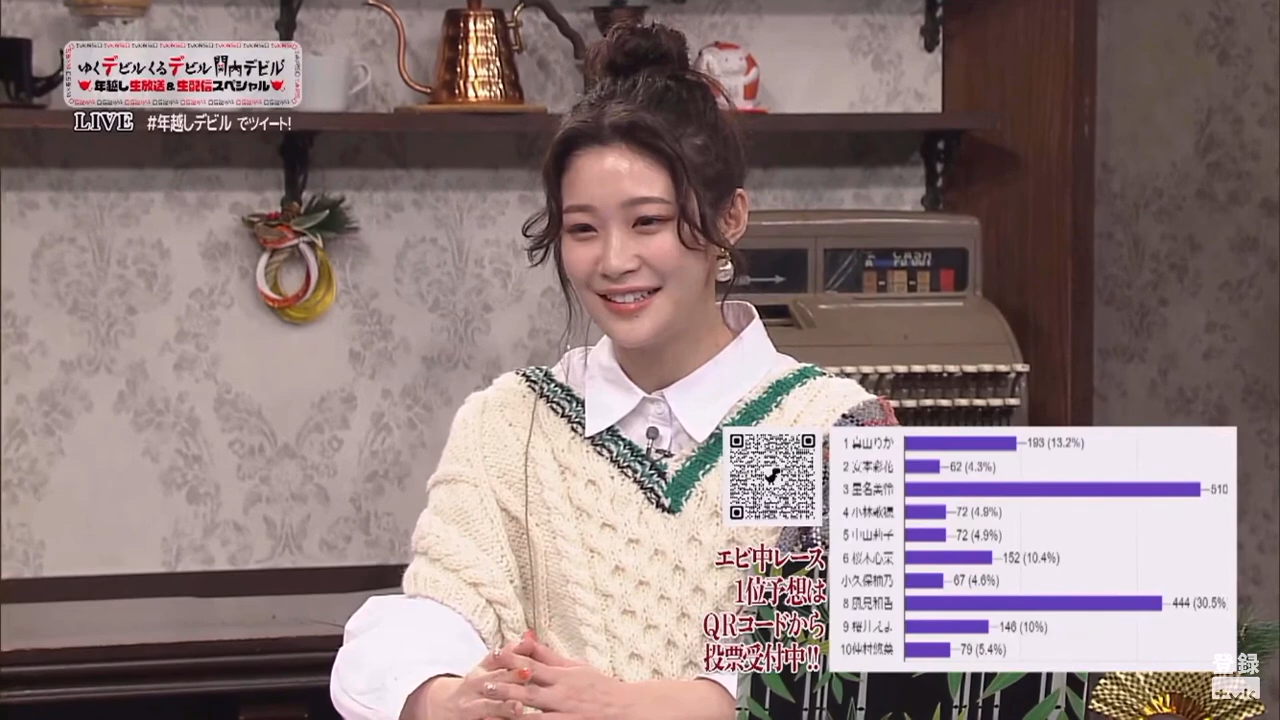 ゆくデビルくるデビル 関内デビル
年越し生放送&生配信スペシャル
LIVE #年越しデビル でツイート!
エビ中レース
1位予想は
QRコードから
投票受付中!!
1 真山りか 193 (13.2%)
2 安本彩花 62 (4.3%)
3 星名美怜 510
4 小林歌穂 72 (4.9%)
5 中山莉子 72 (4.9%)
6 桜木心菜 152 (10.4%)
小久保柚乃 67 (4.6%)
8 風見和香 444 (30.5%
9 桜井えま 146 (10%)
10 仲村悠菜 79 (5.4%)
登録